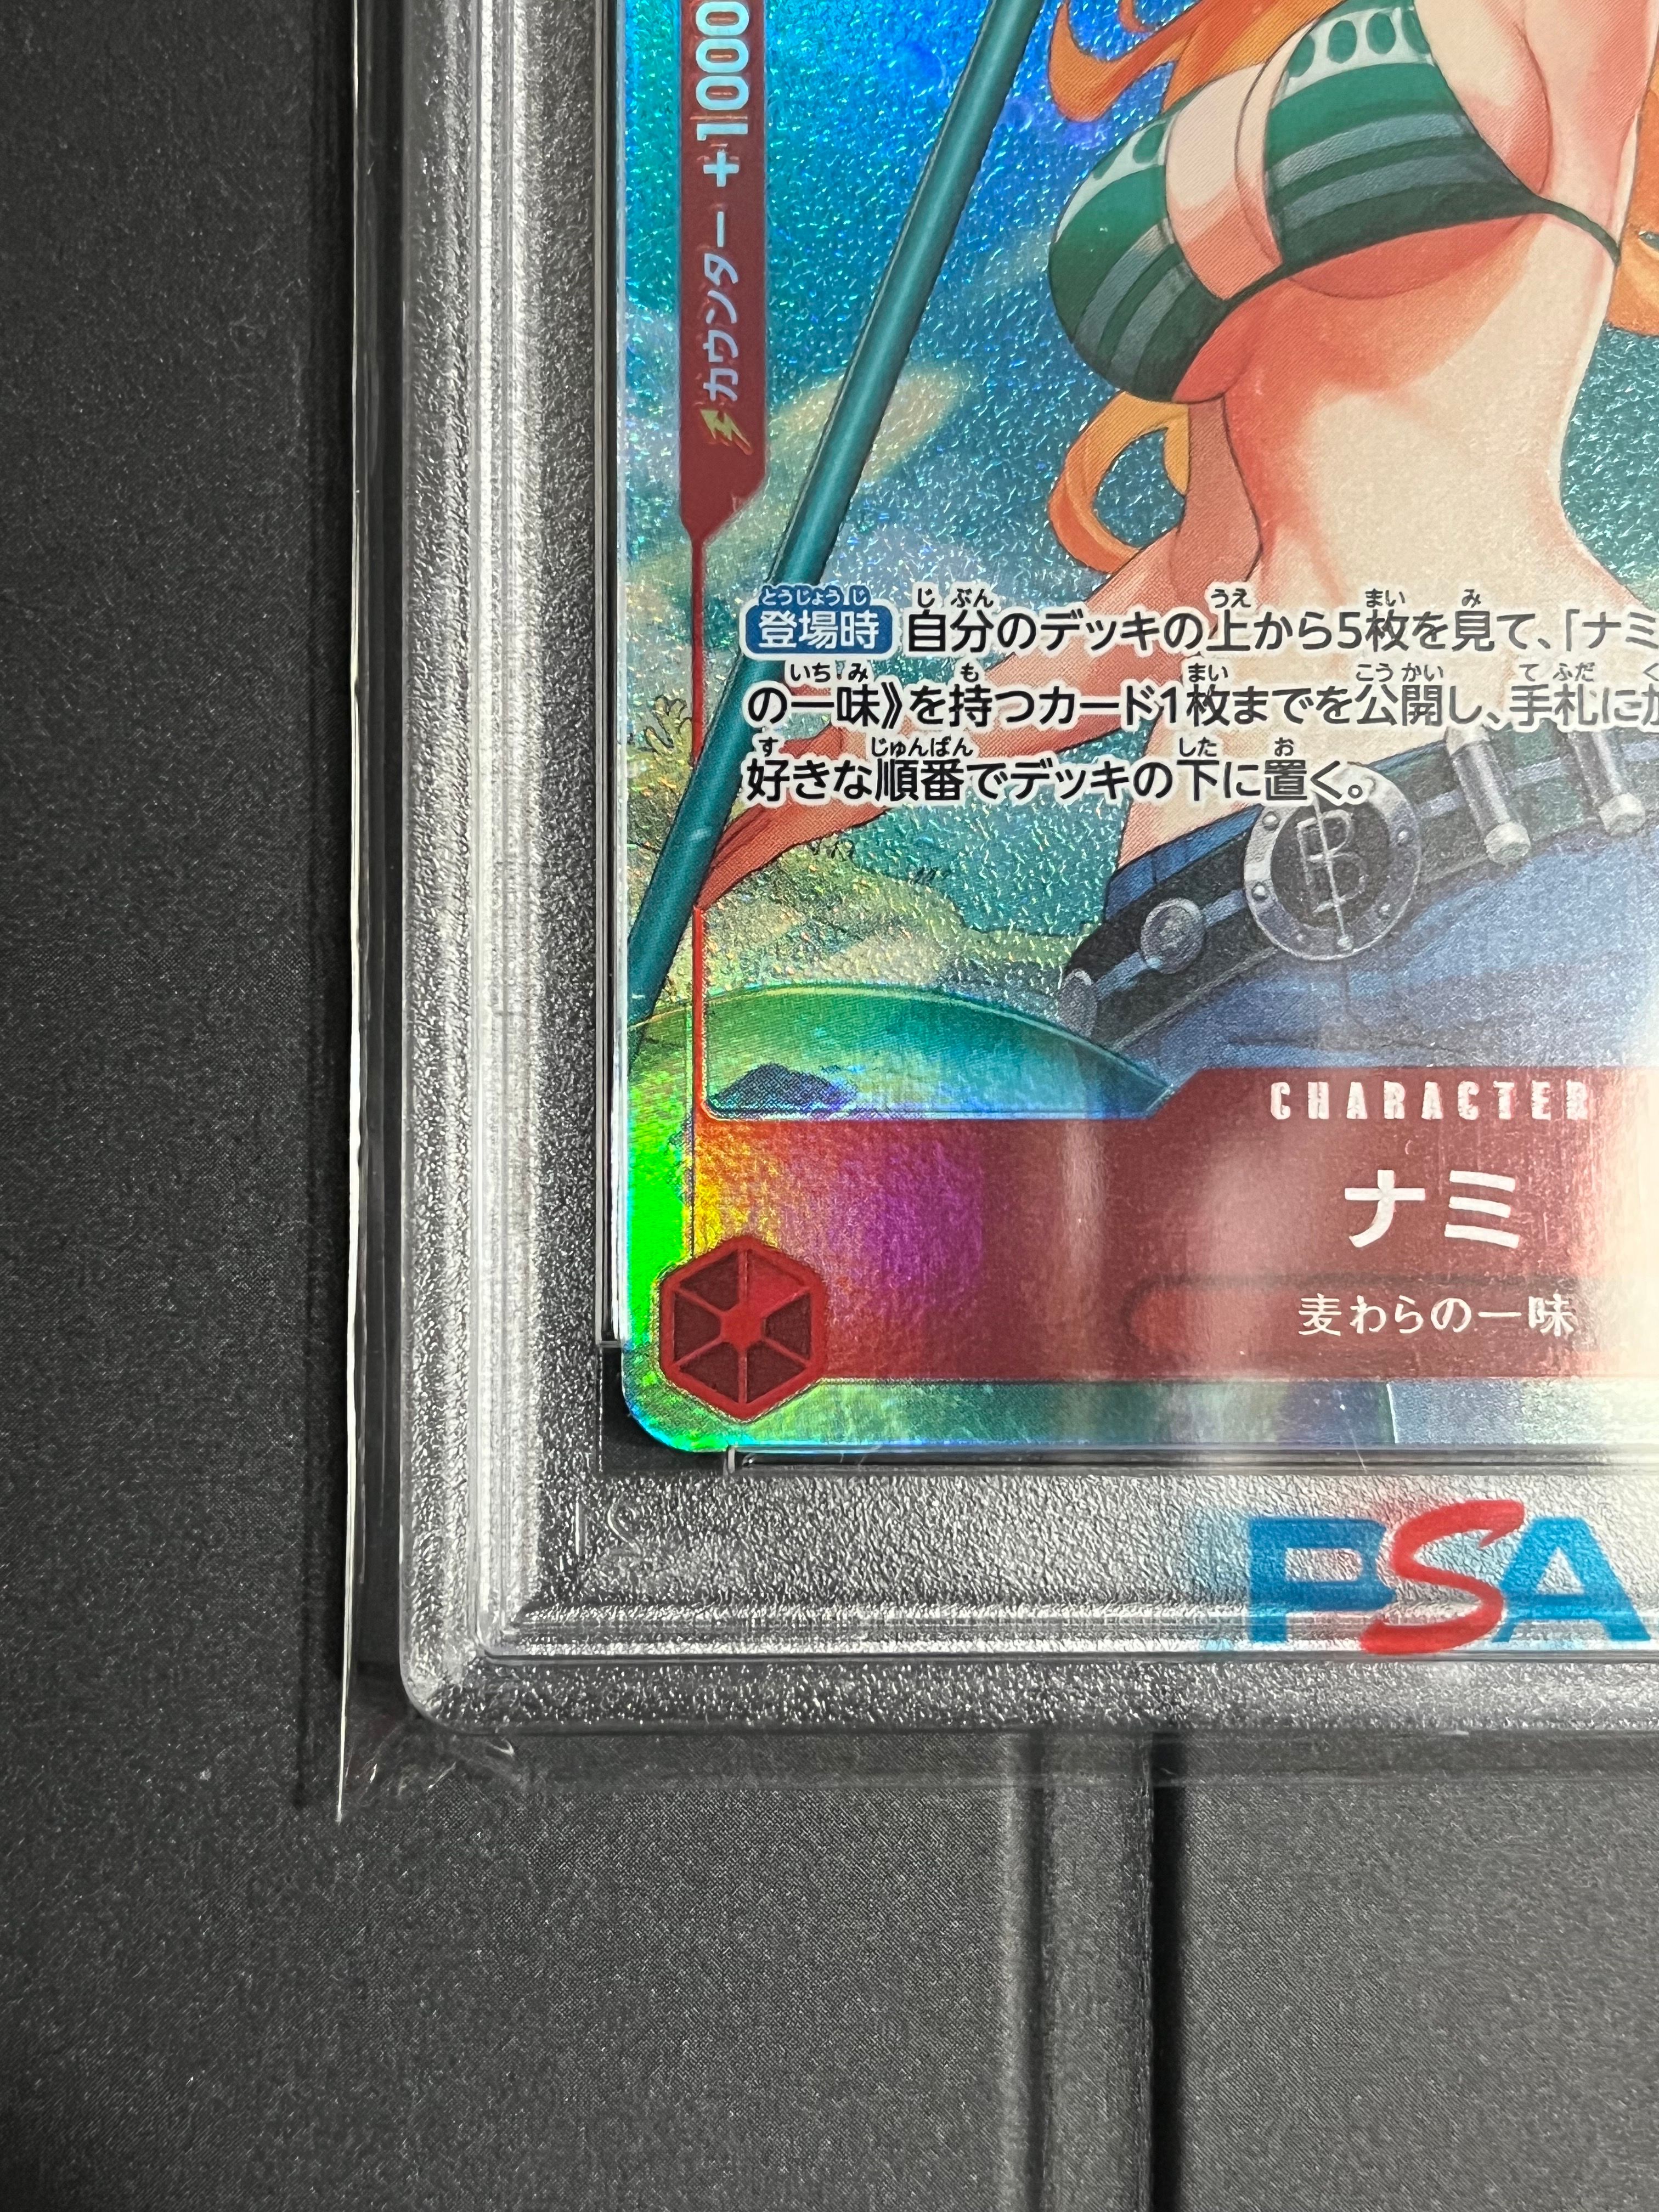 カウンター +1000
登場時 自分のデッキの上から5枚を見て、「ナミ
の一味》を持つカード1枚までを公開し、手札に加
好きな順番でデッキの下に置く。
CHARACTER
ナミ
麦わらの一味
PSA